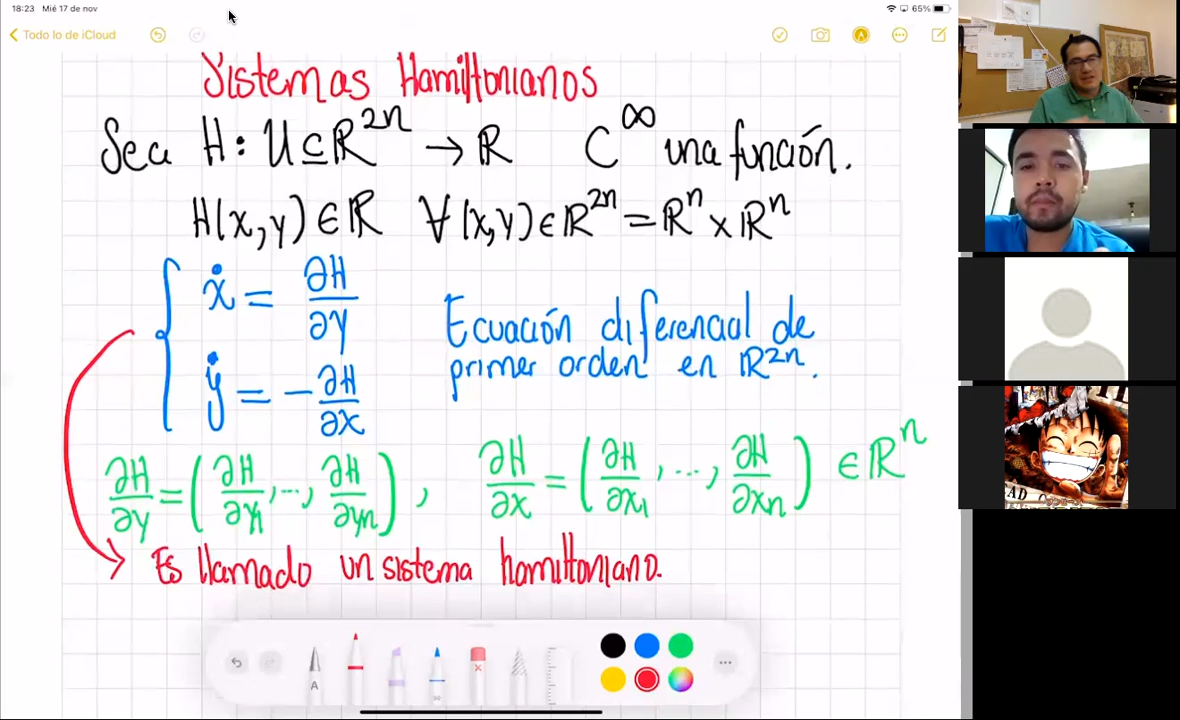 18:23 Mié 17 de nov
65%
Todo lo de iCloud
Sistemas Hamiltonianos
Sea H: U ⊆ ℝ²ⁿ → ℝ C^∞ una función.
H(x,y) ∈ ℝ ∀(x,y) ∈ ℝ²ⁿ = ℝⁿ × ℝⁿ
ẋ = ∂H/∂y
ẏ = -∂H/∂x
Ecuación diferencial de
primer orden en ℝ²ⁿ.
∂H/∂y = (∂H/∂y₁, ..., ∂H/∂yn), ∂H/∂x = (∂H/∂x₁, ..., ∂H/∂xn) ∈ ℝⁿ
Es llamado un sistema hamiltoniano.
A